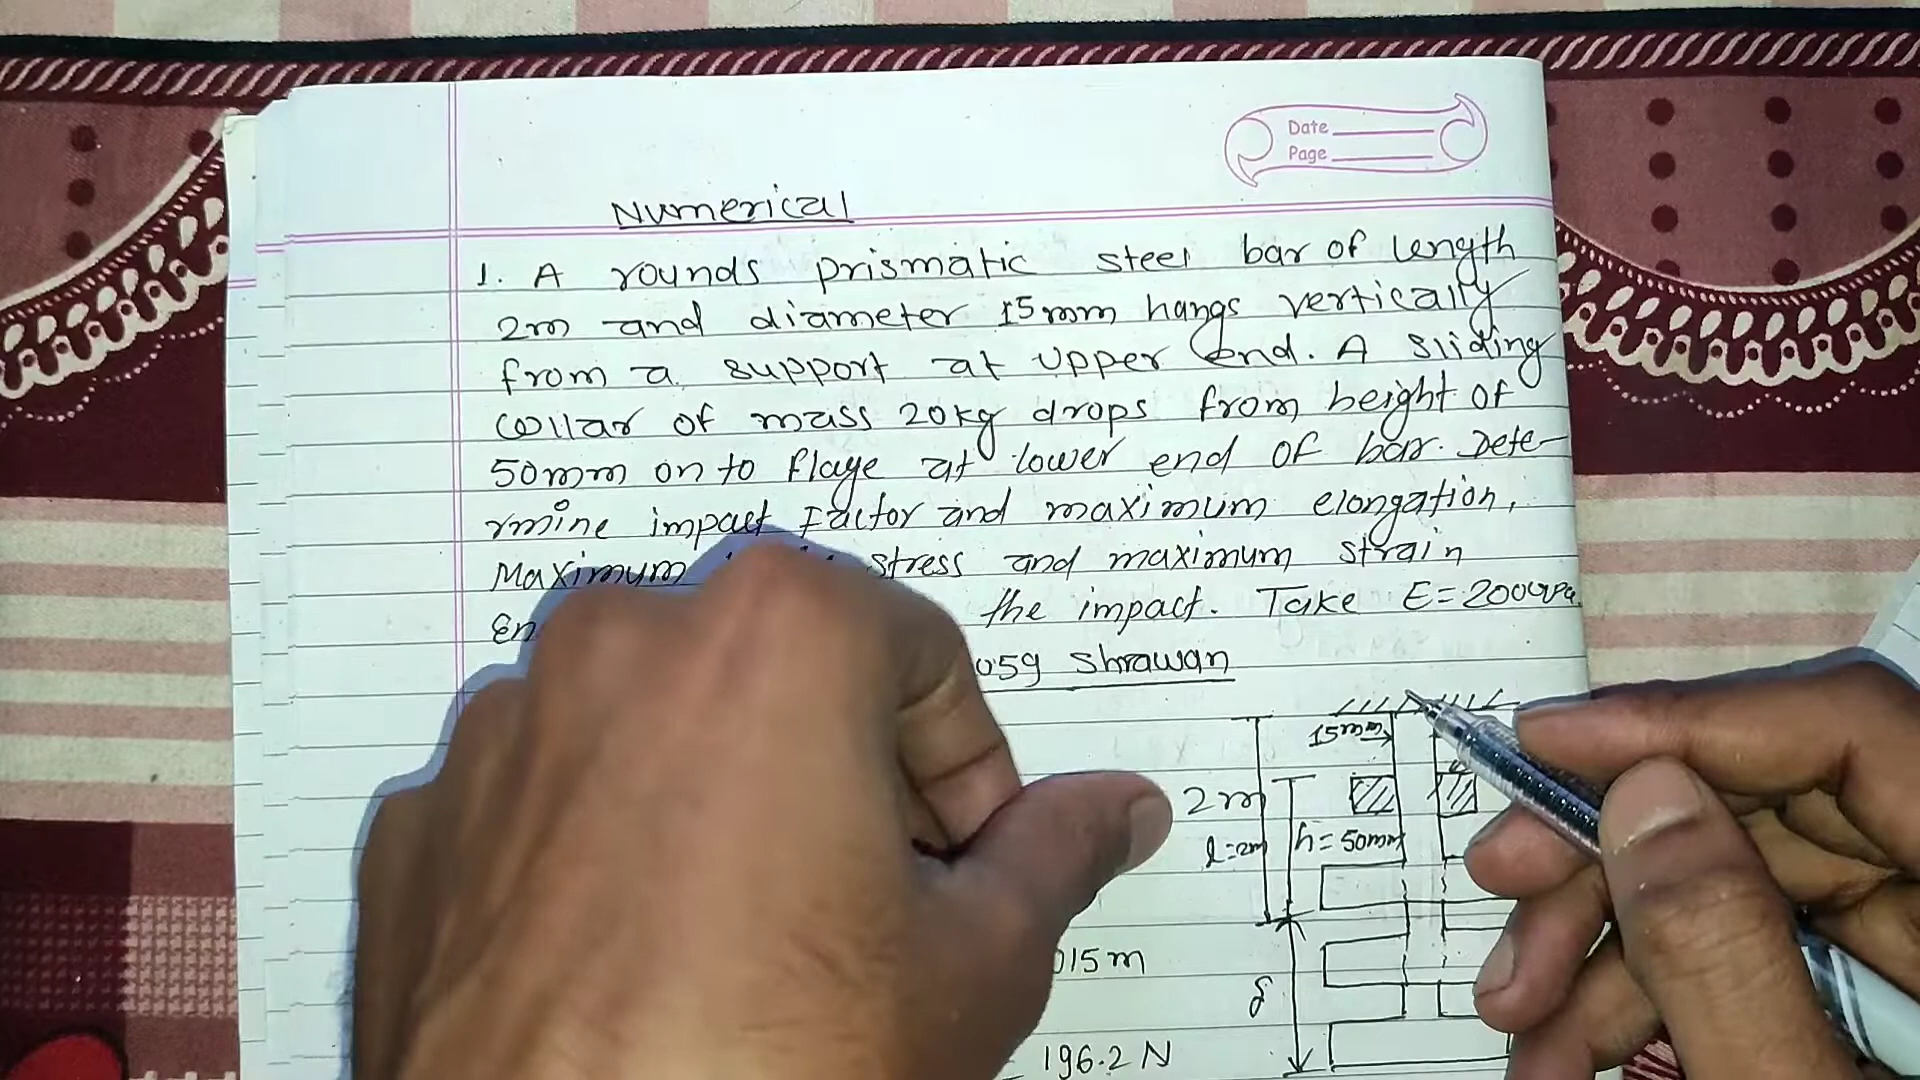 Date
Page
Numerical
1. A rounds prismatic steel bar of length
2m and diameter 15mm hangs vertically
from a support at upper end. A sliding
collar of mass 20kg drops from height of
50mm on to flage at lower end of bar. Dete-
rmine impact Factor and maximum elongation,
Maximum stress and maximum strain
the impact. Take E=200GPa
059 Shrawan
15mm
2m
l=2m h=50mm
015m
δ
196.2 N